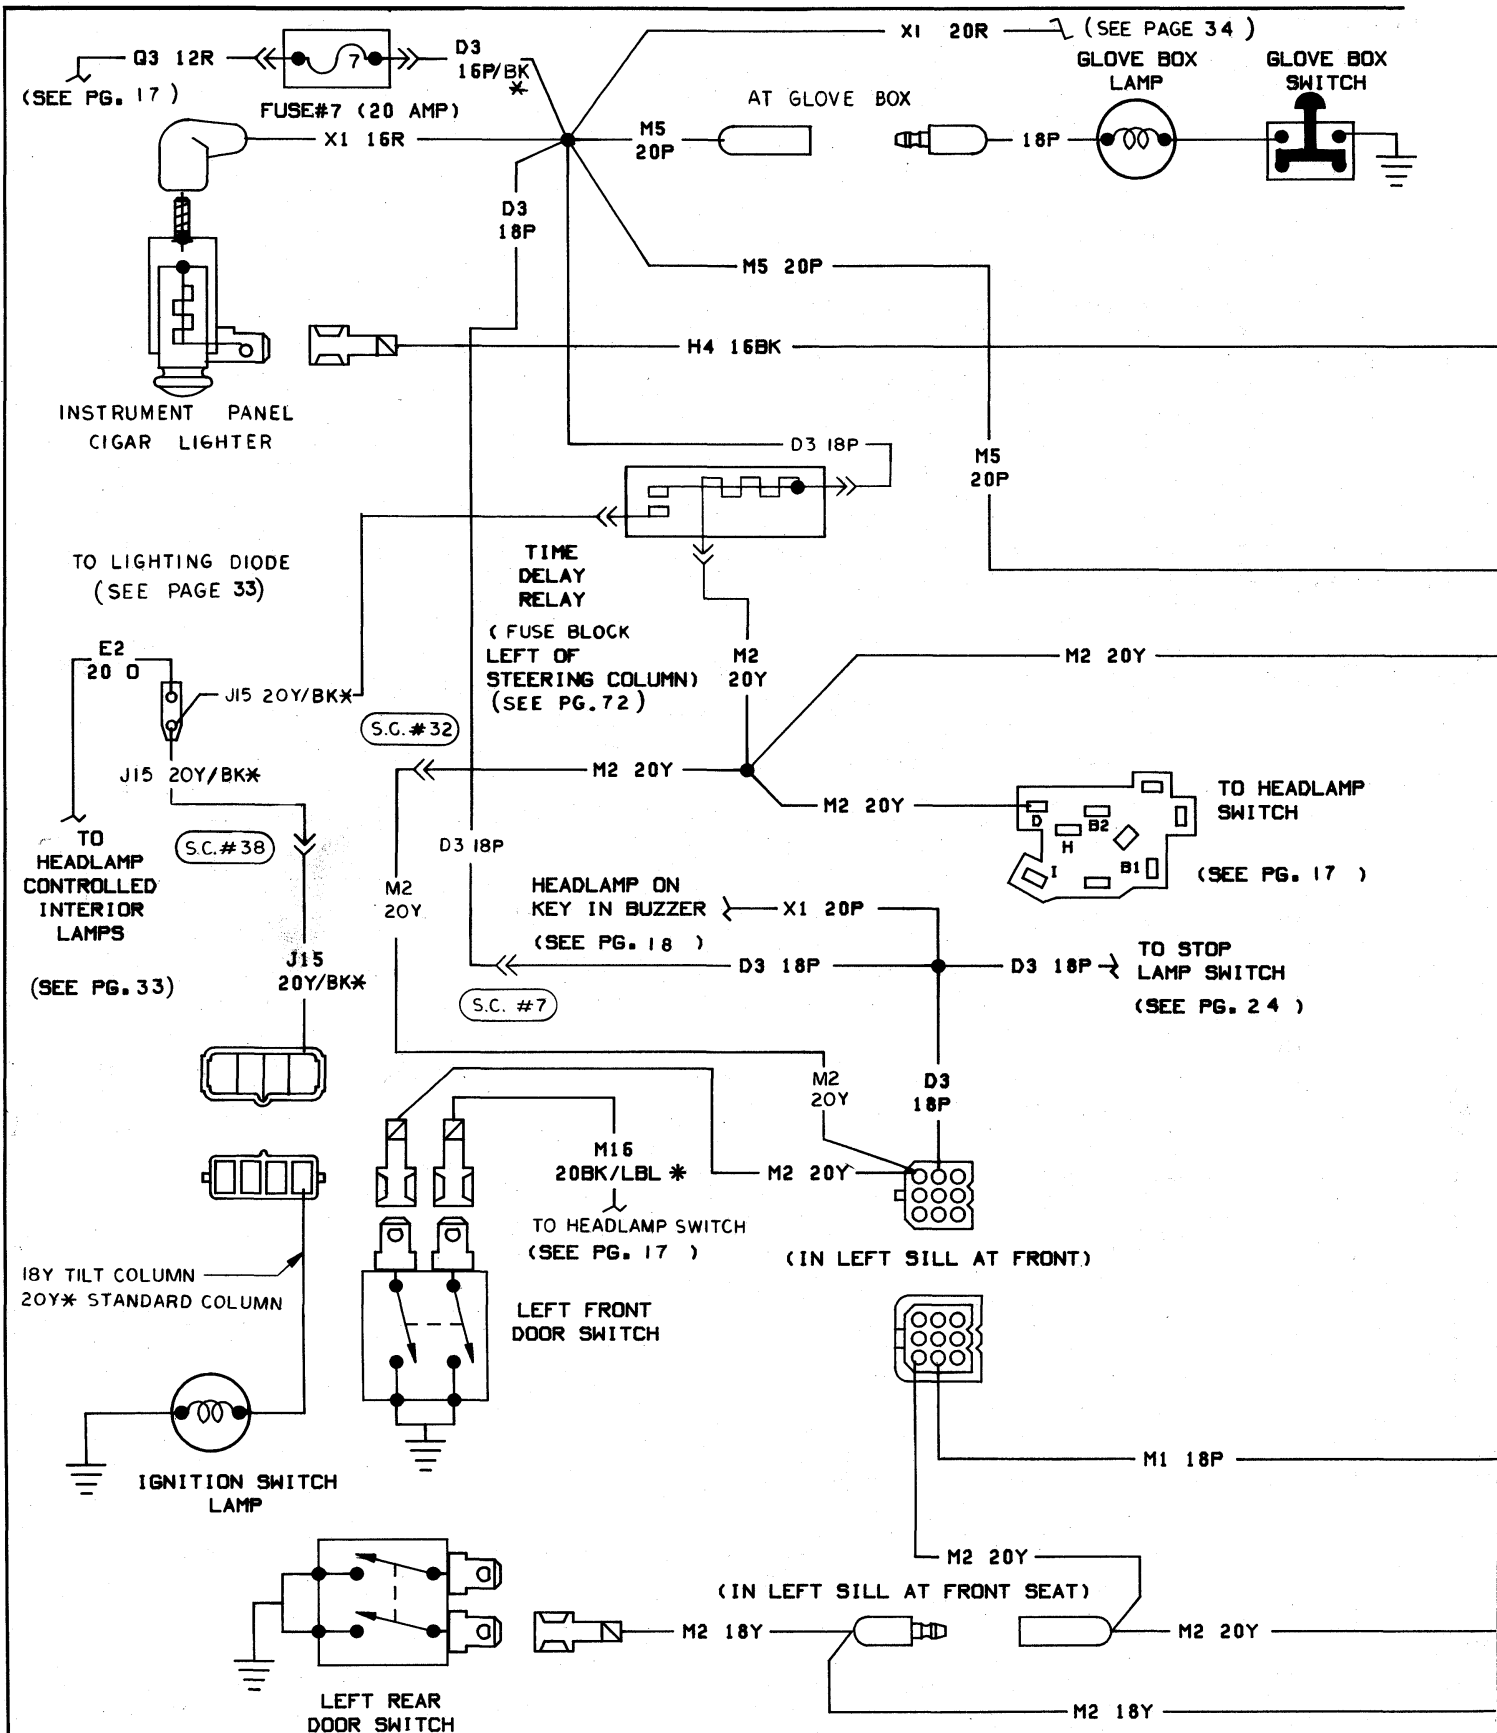 X1 20R
(SEE PAGE 34 )
Q3 12R
7
D3
16P/BK
*
(SEE PG. 17 )
FUSE#7 (20 AMP)
GLOVE BOX
LAMP
GLOVE BOX
SWITCH
AT GLOVE BOX
X1 16R
M5
20P
18P
D3
18P
M5 20P
H4 16BK
INSTRUMENT PANEL
CIGAR LIGHTER
D3 18P
M5
20P
TO LIGHTING DIODE
(SEE PAGE 33)
TIME
DELAY
RELAY
( FUSE BLOCK
LEFT OF
STEERING COLUMN)
(SEE PG.72)
E2
20 O
J15 20Y/BK*
M2
20Y
M2 20Y
S.C.#32
J15 20Y/BK*
M2 20Y
M2 20Y
TO HEADLAMP
SWITCH
D
B2
H
B1
I
(SEE PG. 17 )
TO
HEADLAMP
CONTROLLED
INTERIOR
LAMPS
(SEE PG.33)
S.C.#38
D3 18P
M2
20Y
HEADLAMP ON
KEY IN BUZZER
(SEE PG. 18 )
X1 20P
J15
20Y/BK*
D3 18P
D3 18P
TO STOP
LAMP SWITCH
(SEE PG. 24 )
S.C. #7
M2
20Y
D3
18P
M16
20BK/LBL *
M2 20Y
TO HEADLAMP SWITCH
(SEE PG. 17 )
(IN LEFT SILL AT FRONT)
18Y TILT COLUMN
20Y* STANDARD COLUMN
LEFT FRONT
DOOR SWITCH
M1 18P
IGNITION SWITCH
LAMP
M2 20Y
(IN LEFT SILL AT FRONT SEAT)
M2 18Y
M2 20Y
LEFT REAR
DOOR SWITCH
M2 18Y